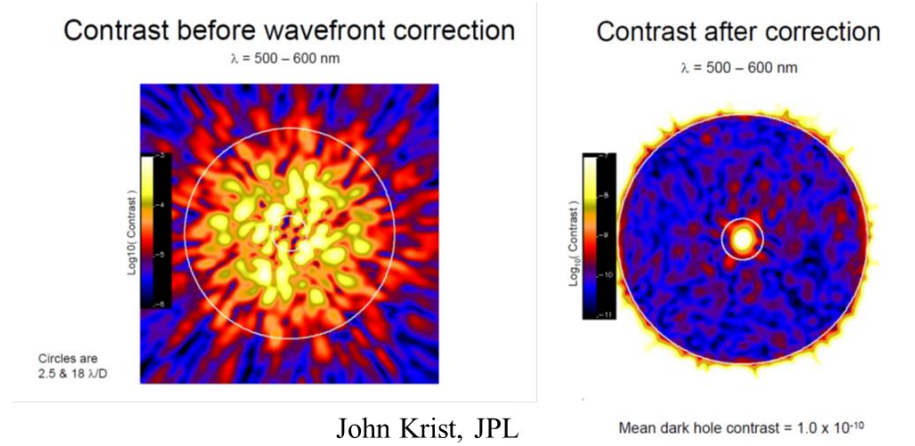 Contrast before wavefront correction
λ = 500 – 600 nm
Log10( Contrast )
-3
-4
-5
-6
Circles are
2.5 & 18 λ/D
Contrast after correction
λ = 500 – 600 nm
Log₁₀( Contrast )
-7
-8
-9
-10
-11
John Krist, JPL
Mean dark hole contrast = 1.0 x 10⁻¹⁰